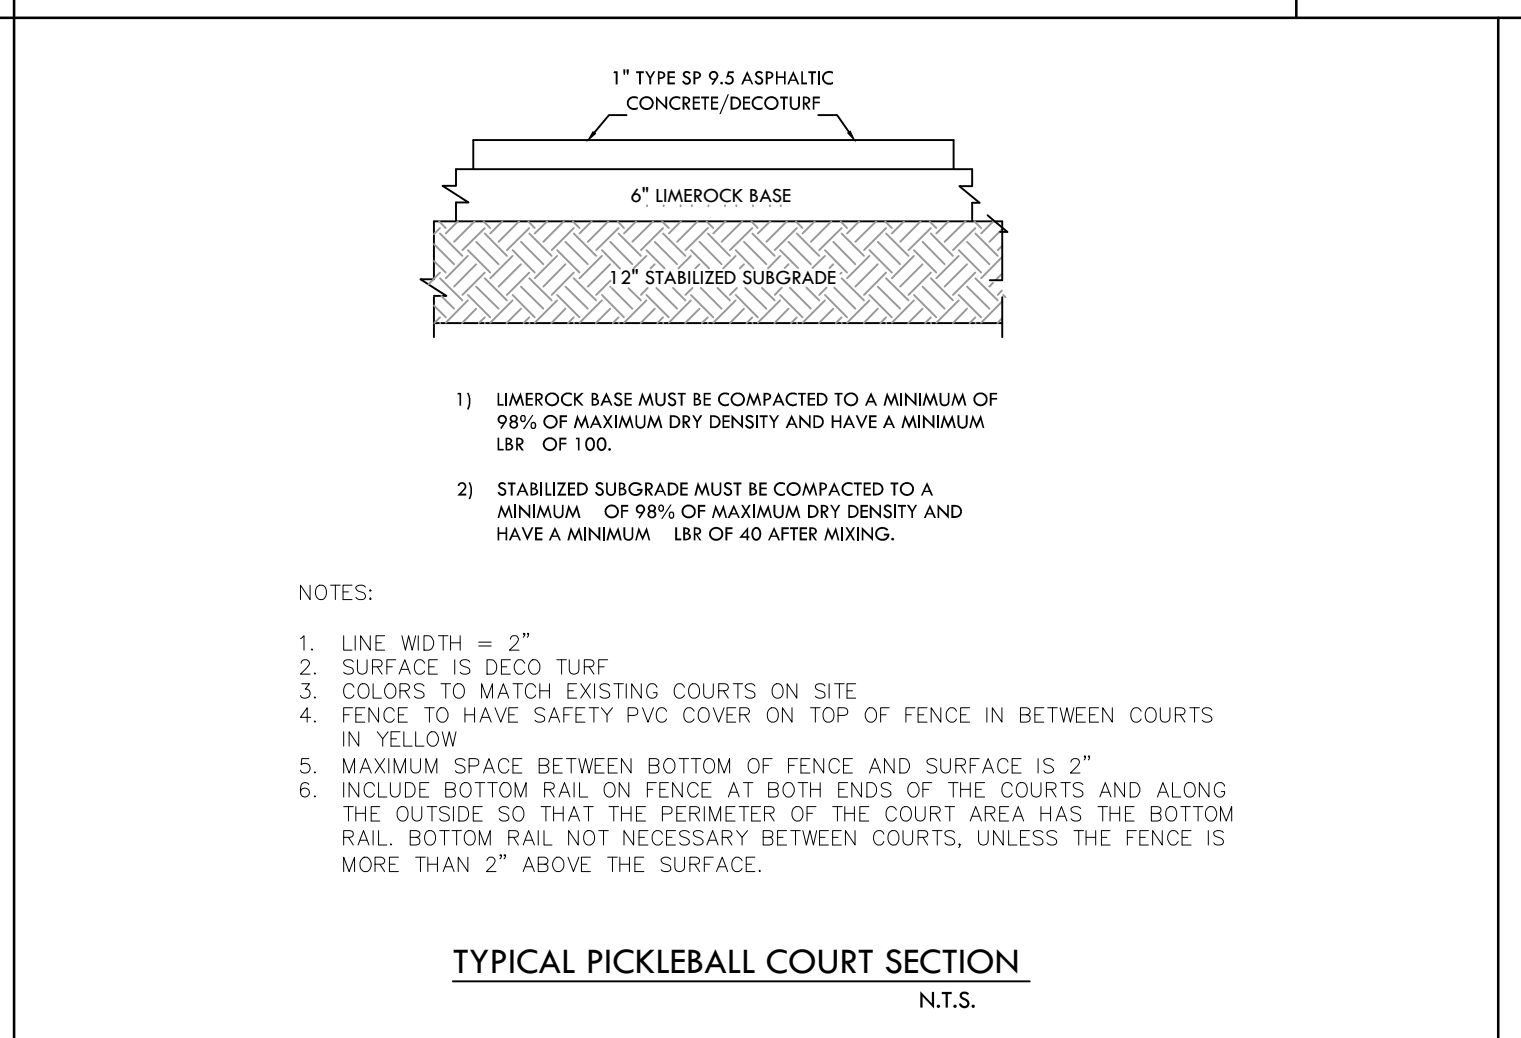 1" TYPE SP 9.5 ASPHALTIC
CONCRETE/DECOTURF
6" LIMEROCK BASE
12" STABILIZED SUBGRADE
1) LIMEROCK BASE MUST BE COMPACTED TO A MINIMUM OF
98% OF MAXIMUM DRY DENSITY AND HAVE A MINIMUM
LBR OF 100.
2) STABILIZED SUBGRADE MUST BE COMPACTED TO A
MINIMUM OF 98% OF MAXIMUM DRY DENSITY AND
HAVE A MINIMUM LBR OF 40 AFTER MIXING.
NOTES:
1. LINE WIDTH = 2”
2. SURFACE IS DECO TURF
3. COLORS TO MATCH EXISTING COURTS ON SITE
4. FENCE TO HAVE SAFETY PVC COVER ON TOP OF FENCE IN BETWEEN COURTS
IN YELLOW
5. MAXIMUM SPACE BETWEEN BOTTOM OF FENCE AND SURFACE IS 2”
6. INCLUDE BOTTOM RAIL ON FENCE AT BOTH ENDS OF THE COURTS AND ALONG
THE OUTSIDE SO THAT THE PERIMETER OF THE COURT AREA HAS THE BOTTOM
RAIL. BOTTOM RAIL NOT NECESSARY BETWEEN COURTS, UNLESS THE FENCE IS
MORE THAN 2” ABOVE THE SURFACE.
TYPICAL PICKLEBALL COURT SECTION
N.T.S.